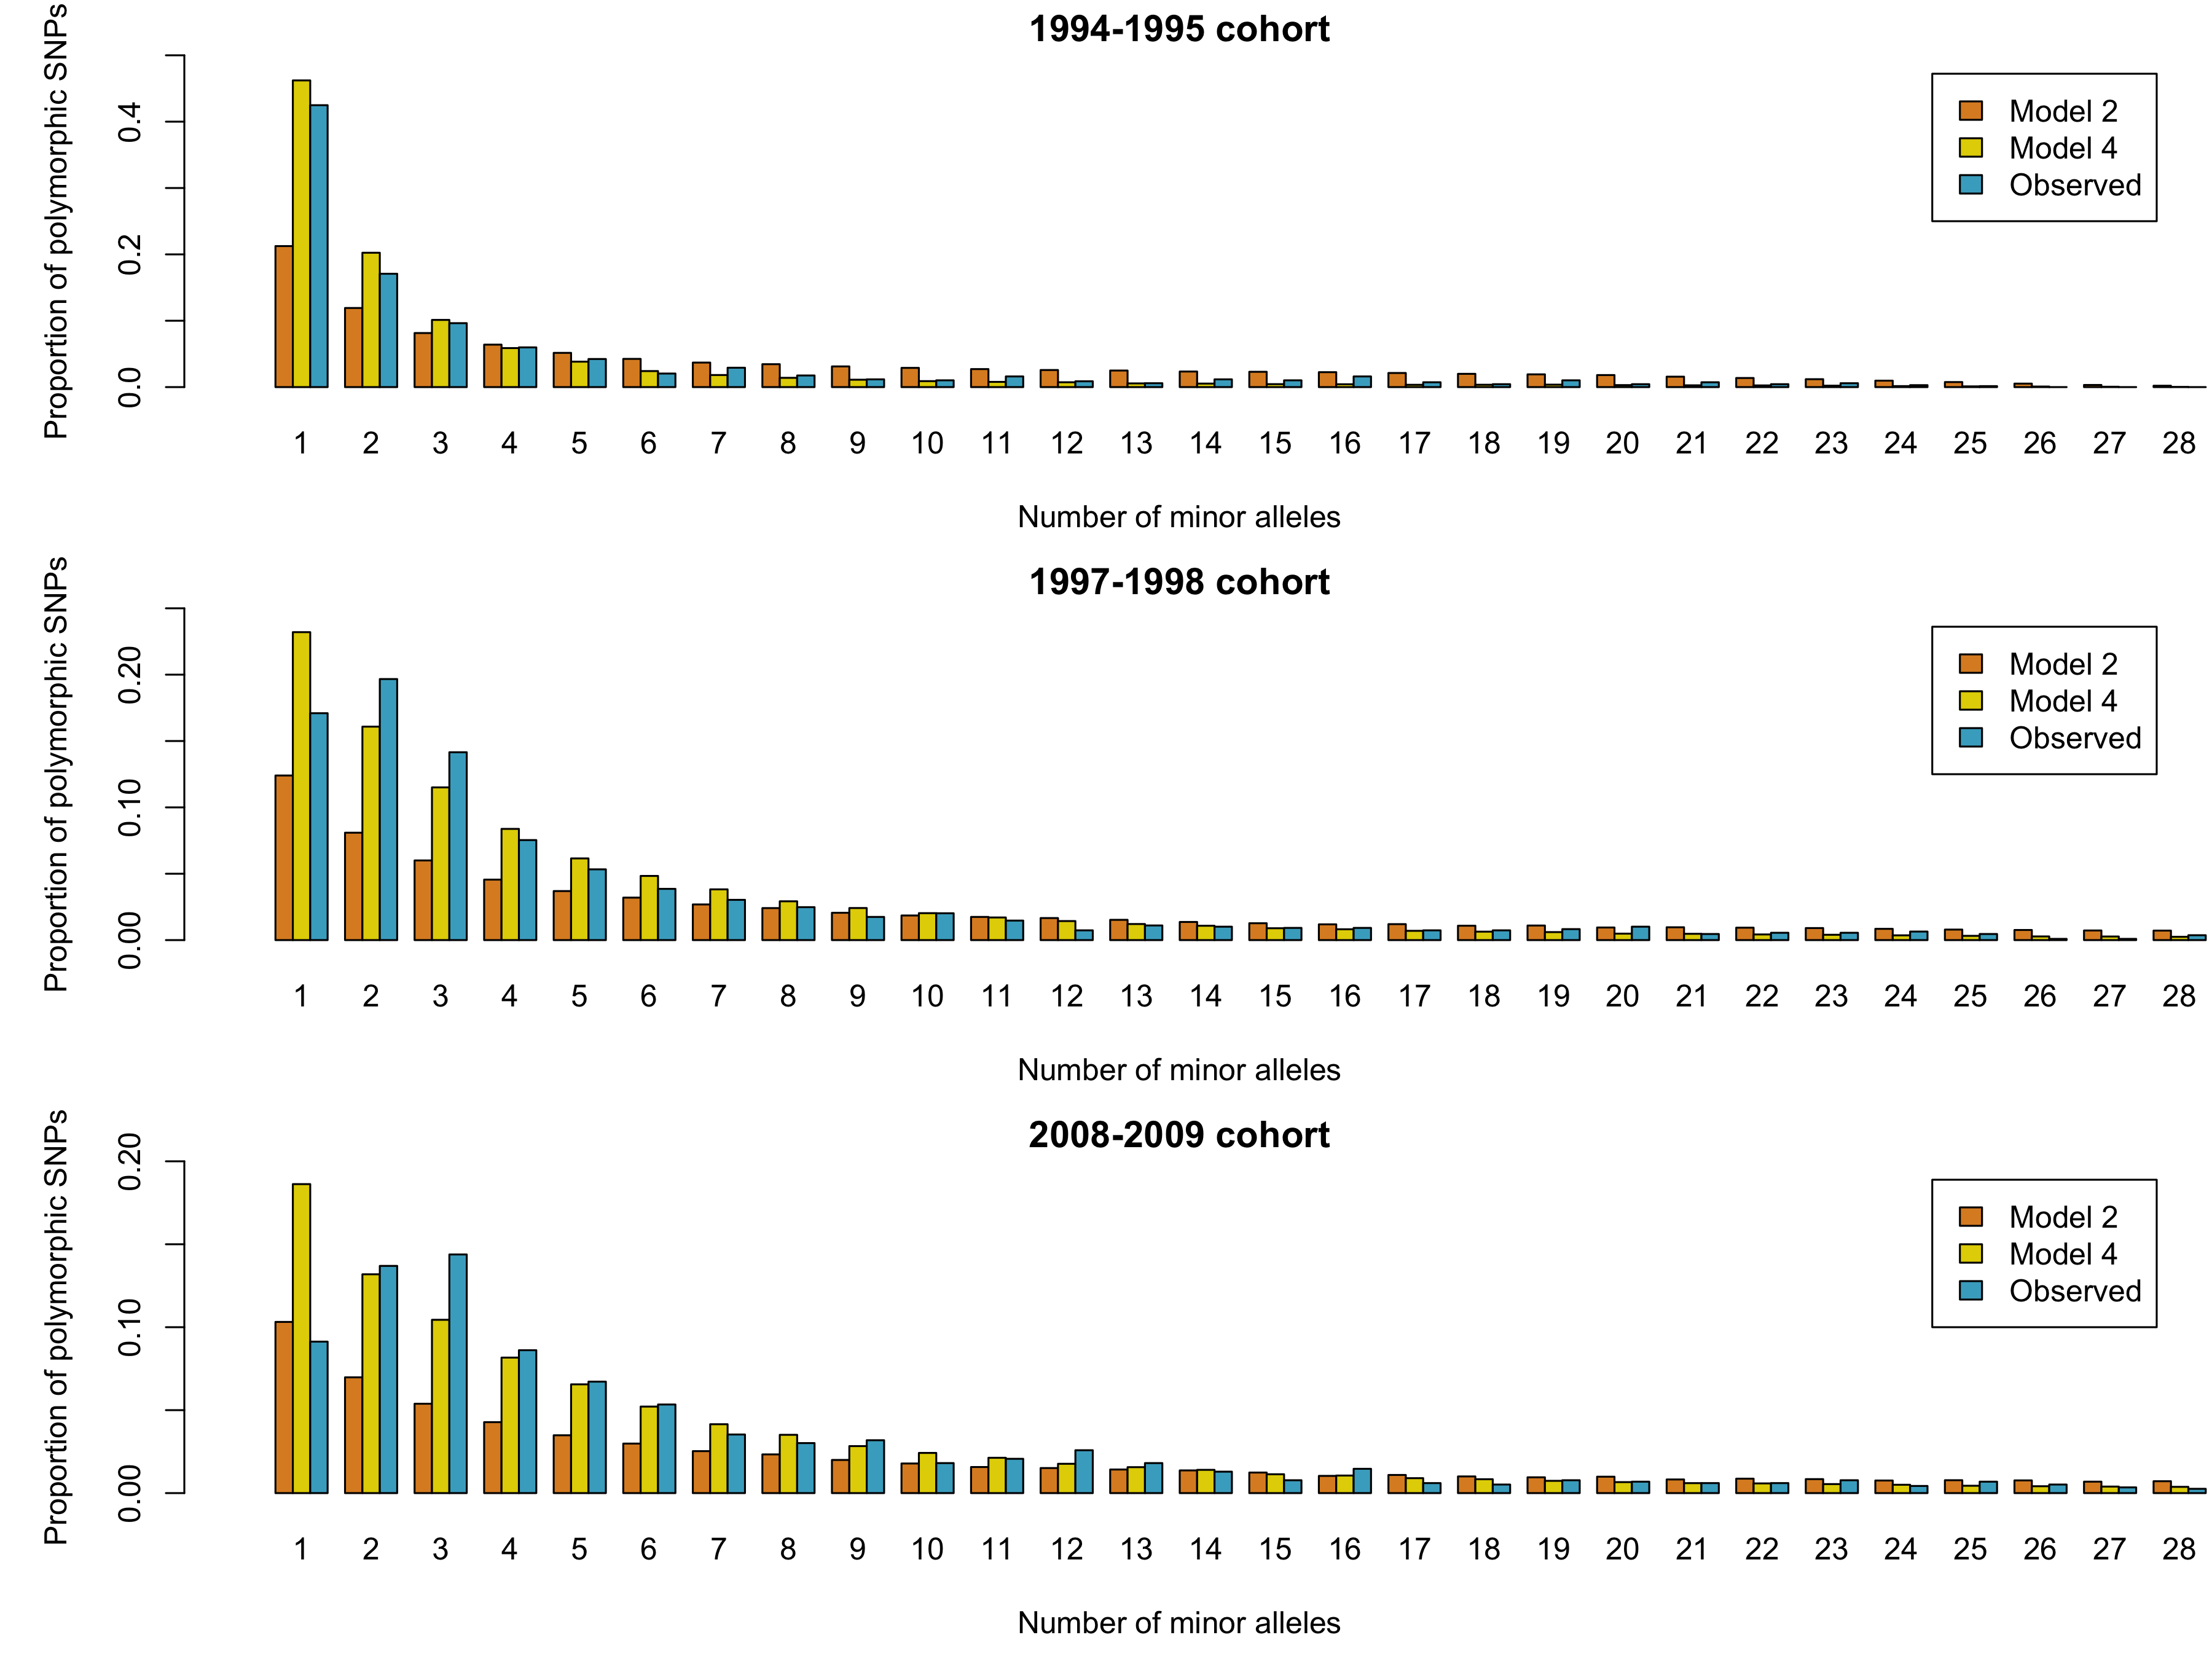 1994-1995 cohort
Proportion of polymorphic SNPs
0.0 0.2 0.4
Model 2
Model 4
Observed
1 2 3 4 5 6 7 8 9 10 11 12 13 14 15 16 17 18 19 20 21 22 23 24 25 26 27 28
Number of minor alleles
1997-1998 cohort
Proportion of polymorphic SNPs
0.00 0.10 0.20
Model 2
Model 4
Observed
1 2 3 4 5 6 7 8 9 10 11 12 13 14 15 16 17 18 19 20 21 22 23 24 25 26 27 28
Number of minor alleles
2008-2009 cohort
Proportion of polymorphic SNPs
0.00 0.10 0.20
Model 2
Model 4
Observed
1 2 3 4 5 6 7 8 9 10 11 12 13 14 15 16 17 18 19 20 21 22 23 24 25 26 27 28
Number of minor alleles